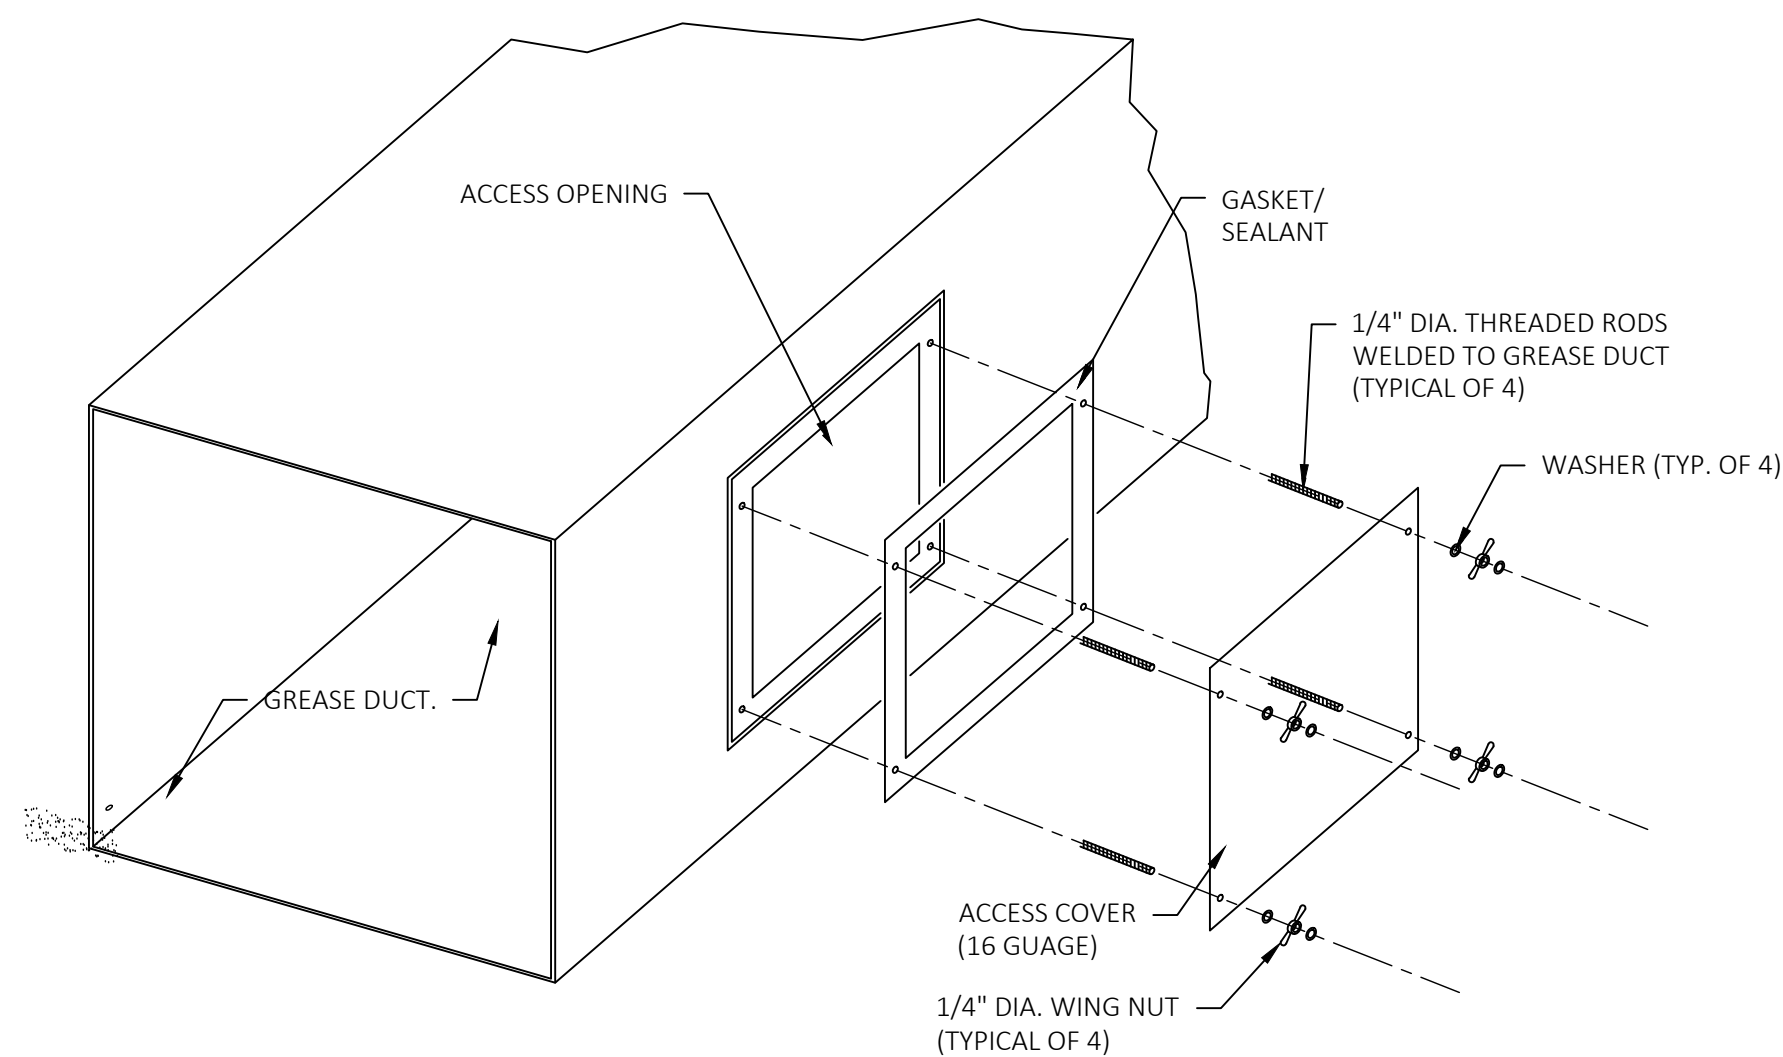 ACCESS OPENING
GASKET/
SEALANT
1/4" DIA. THREADED RODS
WELDED TO GREASE DUCT
(TYPICAL OF 4)
WASHER (TYP. OF 4)
GREASE DUCT.
ACCESS COVER
(16 GUAGE)
1/4" DIA. WING NUT
(TYPICAL OF 4)